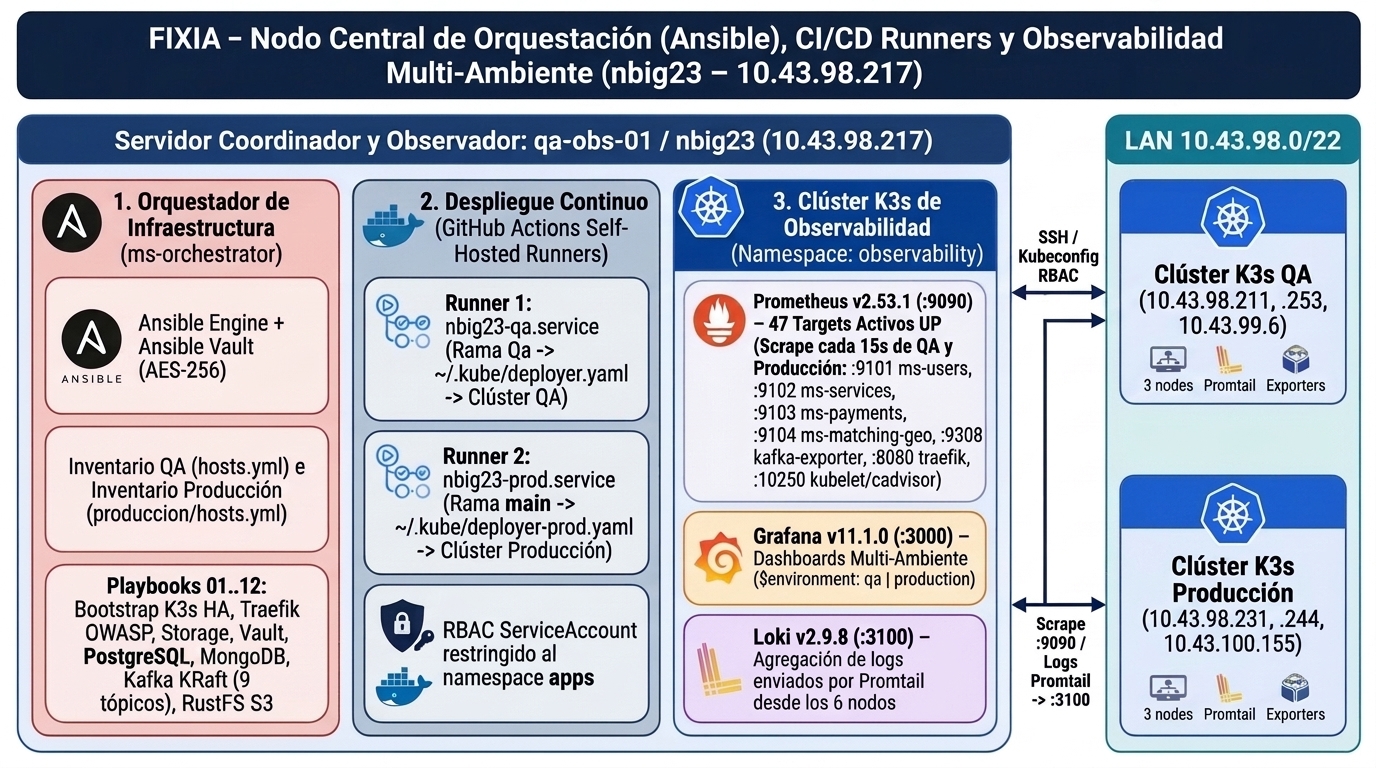 FIXIA – Nodo Central de Orquestación (Ansible), CI/CD Runners y Observabilidad
Multi-Ambiente (nbig23 – 10.43.98.217)
Servidor Coordinador y Observador: qa-obs-01 / nbig23 (10.43.98.217)
1. Orquestador de
Infraestructura
(ms-orchestrator)
ANSIBLE
Ansible Engine +
Ansible Vault
(AES-256)
Inventario QA (hosts.yml) e
Inventario Producción
(produccion/hosts.yml)
Playbooks 01..12:
Bootstrap K3s HA, Traefik
OWASP, Storage, Vault,
PostgreSQL, MongoDB,
Kafka KRaft (9
tópicos), RustFS S3
2. Despliegue Continuo
(GitHub Actions Self-
Hosted Runners)
Runner 1:
nbig23-qa.service
(Rama Qa ->
~/.kube/deployer.yaml
-> Clúster QA)
Runner 2:
nbig23-prod.service
(Rama main ->
~/.kube/deployer-prod.yaml
-> Clúster Producción)
RBAC ServiceAccount
restringido al
namespace apps
3. Clúster K3s de
Observabilidad
(Namespace: observability)
Prometheus v2.53.1 (:9090)
– 47 Targets Activos UP
(Scrape cada 15s de QA y
Producción: :9101 ms-users,
:9102 ms-services,
:9103 ms-payments,
:9104 ms-matching-geo, :9308
kafka-exporter, :8080 traefik,
:10250 kubelet/cadvisor)
Grafana v11.1.0 (:3000) –
Dashboards Multi-Ambiente
($environment: qa | production)
Loki v2.9.8 (:3100) –
Agregación de logs
enviados por Promtail
desde los 6 nodos
SSH /
Kubeconfig
RBAC
Scrape
:9090 /
Logs
Promtail
-> :3100
LAN 10.43.98.0/22
Clúster K3s QA
(10.43.98.211, .253,
10.43.99.6)
3 nodes Promtail Exporters
Clúster K3s
Producción
(10.43.98.231, .244,
10.43.100.155)
3 nodes Promtail Exporters